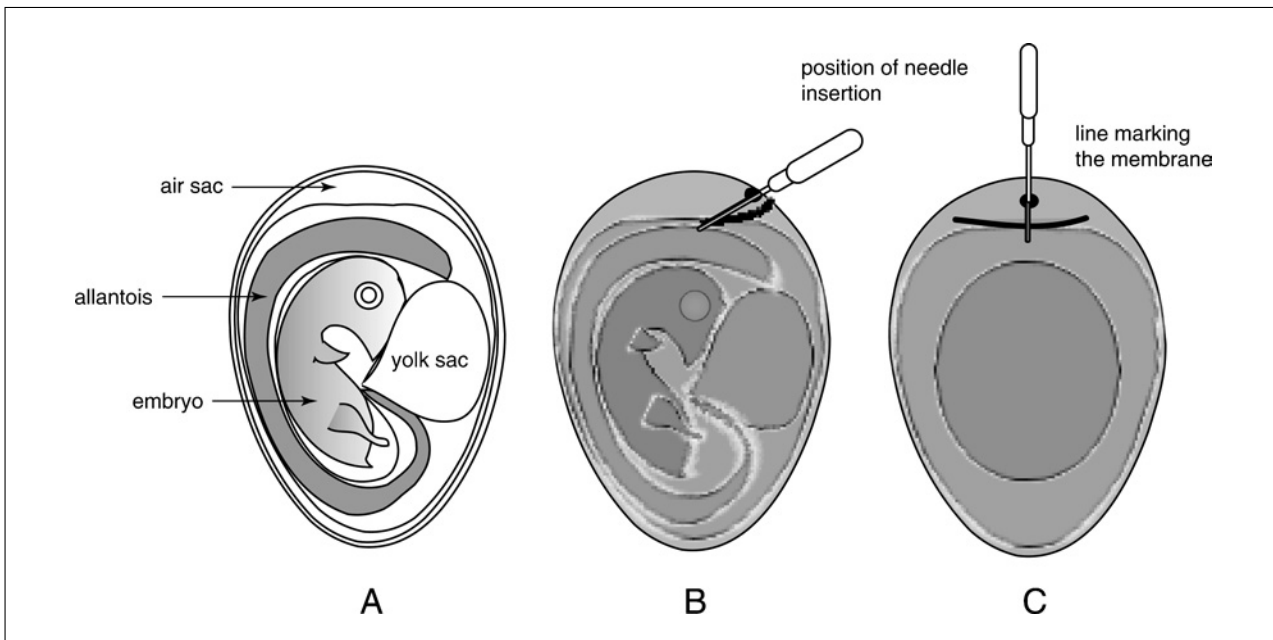 position of needle
insertion
line marking
the membrane
air sac
allantois
yolk sac
embryo
A
B
C